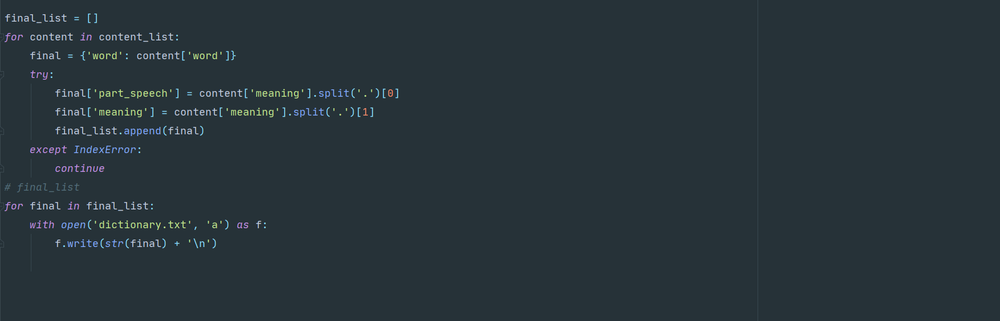 final_list = []
for content in content_list:
    final = {'word': content['word']}
    try:
        final['part_speech'] = content['meaning'].split('.')[0]
        final['meaning'] = content['meaning'].split('.')[1]
        final_list.append(final)
    except IndexError:
        continue
# final_list
for final in final_list:
    with open('dictionary.txt', 'a') as f:
        f.write(str(final) + '\n')